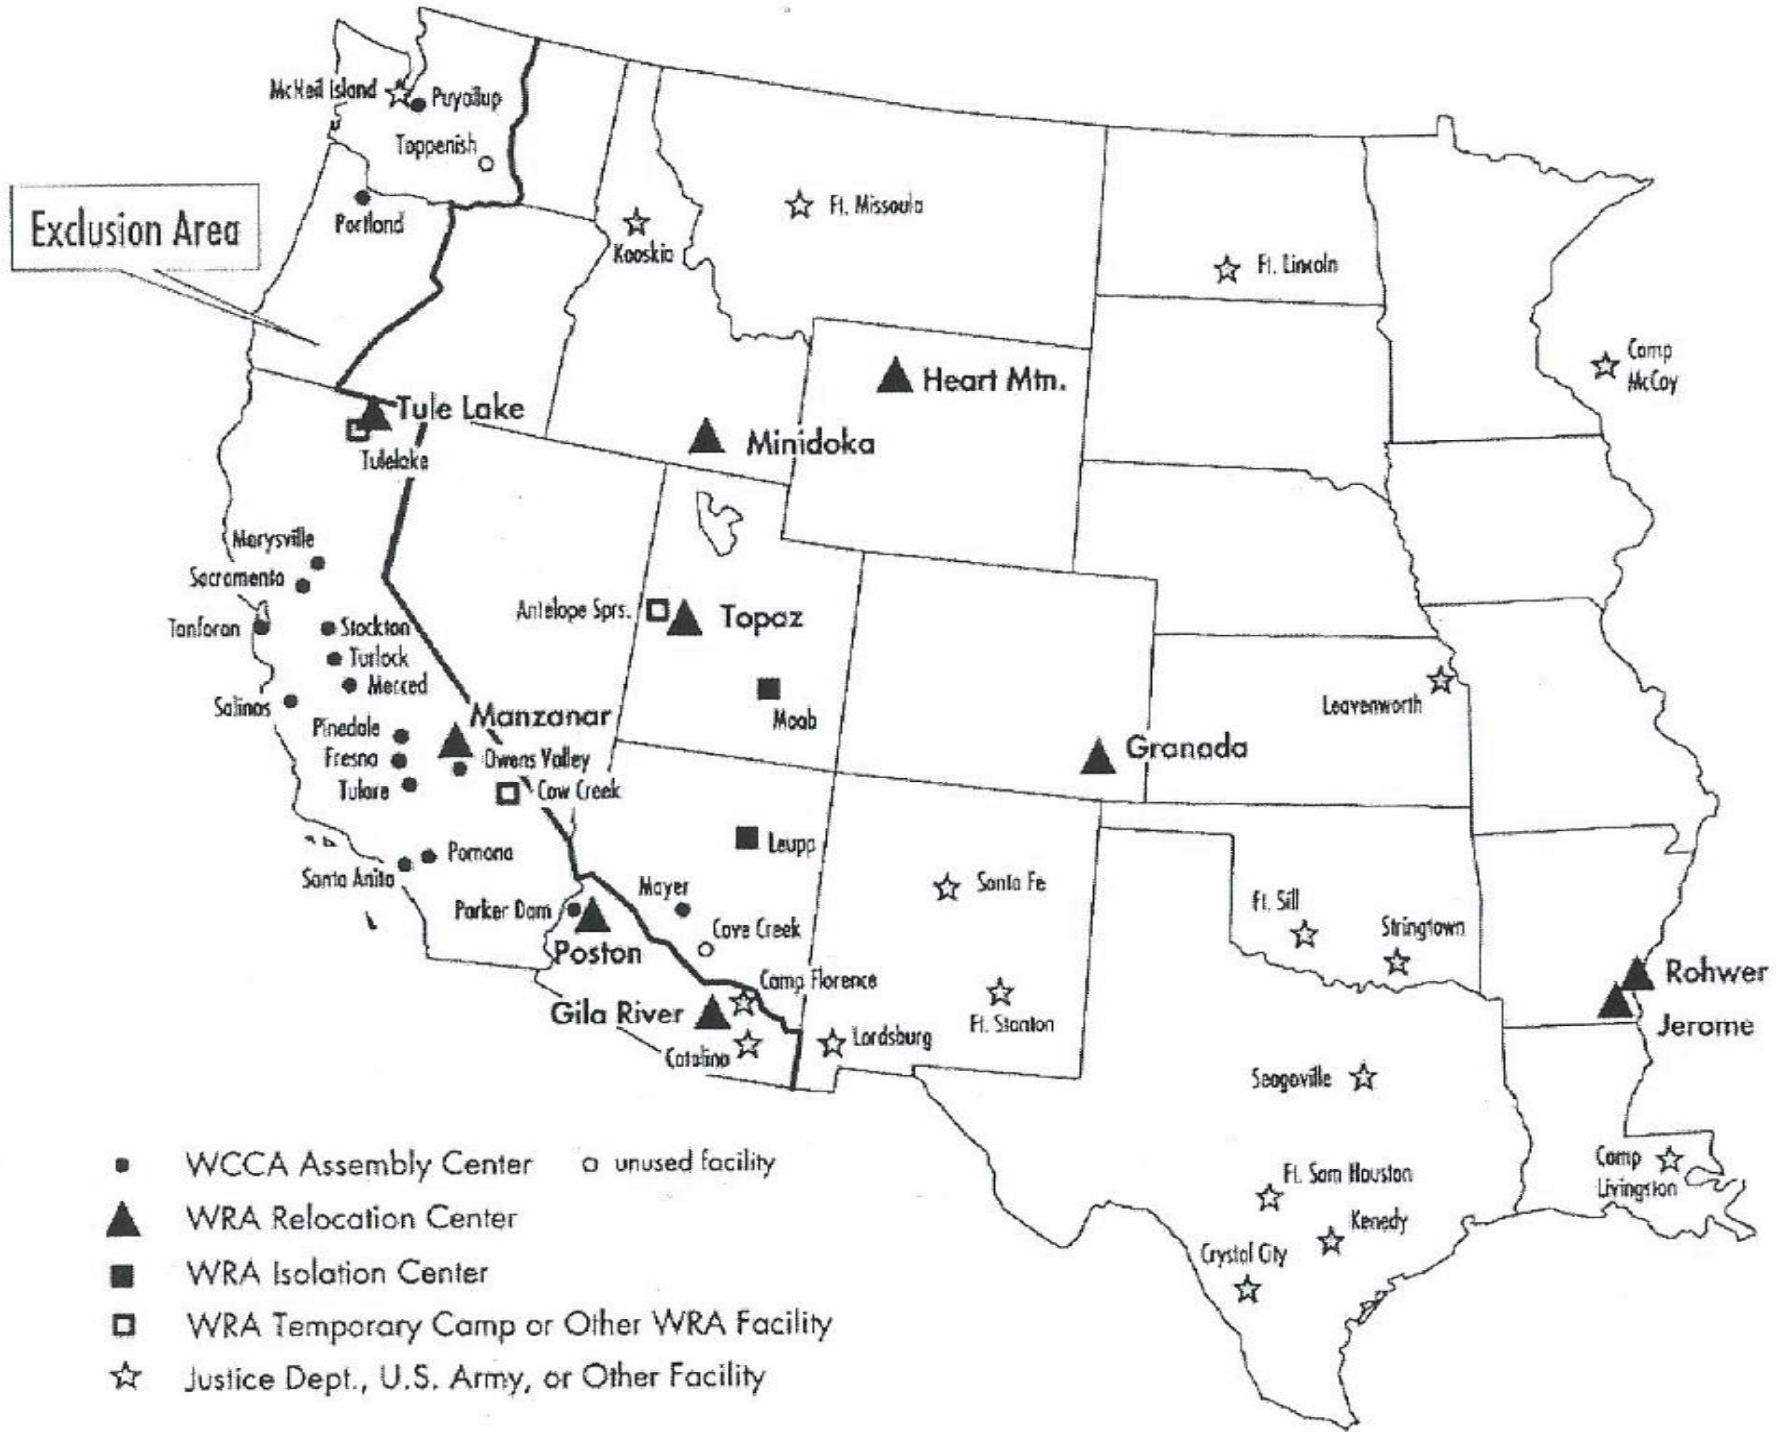 McNeil Island
Puyallup
Toppenish
Portland
Exclusion Area
Kooskia
Ft. Missoula
Ft. Lincoln
Camp
McCoy
Heart Mtn.
Tule Lake
Tulelake
Minidoka
Marysville
Sacramento
Tanforan
Stockton
Turlock
Merced
Salinas
Pinedale
Fresno
Tulare
Manzanar
Owens Valley
Cow Creek
Antelope Sprs.
Topaz
Moab
Leavenworth
Granada
Leupp
Pomona
Santa Anita
Parker Dam
Poston
Mayer
Cave Creek
Camp Florence
Gila River
Catalina
Santa Fe
Ft. Stanton
Lordsburg
Ft. Sill
Stringtown
Rohwer
Jerome
Seagoville
Ft. Sam Houston
Kenedy
Crystal City
Camp
Livingston
WCCA Assembly Center
unused facility
WRA Relocation Center
WRA Isolation Center
WRA Temporary Camp or Other WRA Facility
Justice Dept., U.S. Army, or Other Facility